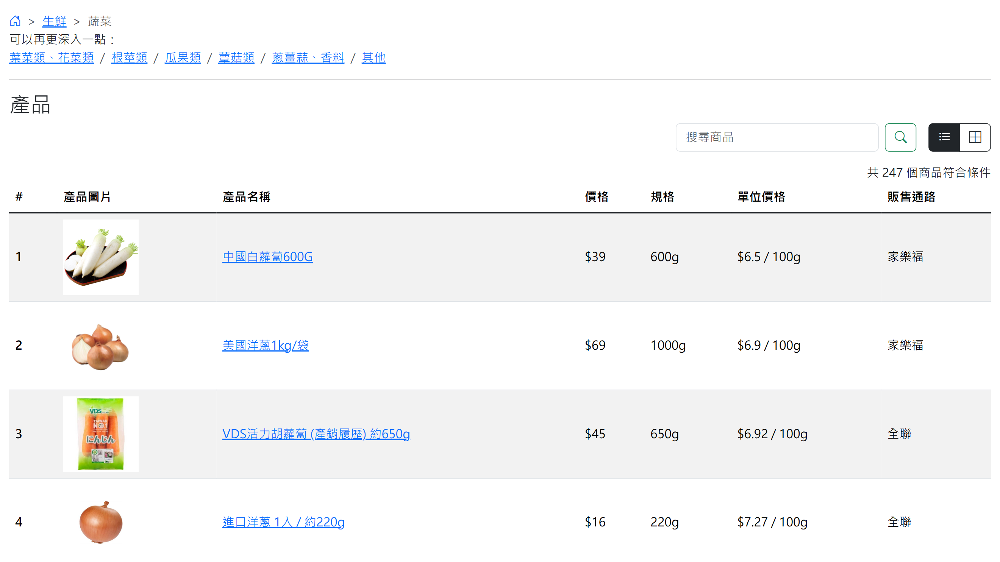 > 生鮮 > 蔬菜
可以再更深入一點：
葉菜類、花菜類 / 根莖類 / 瓜果類 / 蕈菇類 / 蔥薑蒜、香料 / 其他
產品
搜尋商品
共 247 個商品符合條件
# 產品圖片 產品名稱 價格 規格 單位價格 販售通路
1 中國白蘿蔔600G $39 600g $6.5 / 100g 家樂福
2 美國洋蔥1kg/袋 $69 1000g $6.9 / 100g 家樂福
VDS
TAIWAN
NO.1
にんじん
3 VDS活力胡蘿蔔 (產銷履歷) 約650g $45 650g $6.92 / 100g 全聯
4 進口洋蔥 1入 / 約220g $16 220g $7.27 / 100g 全聯